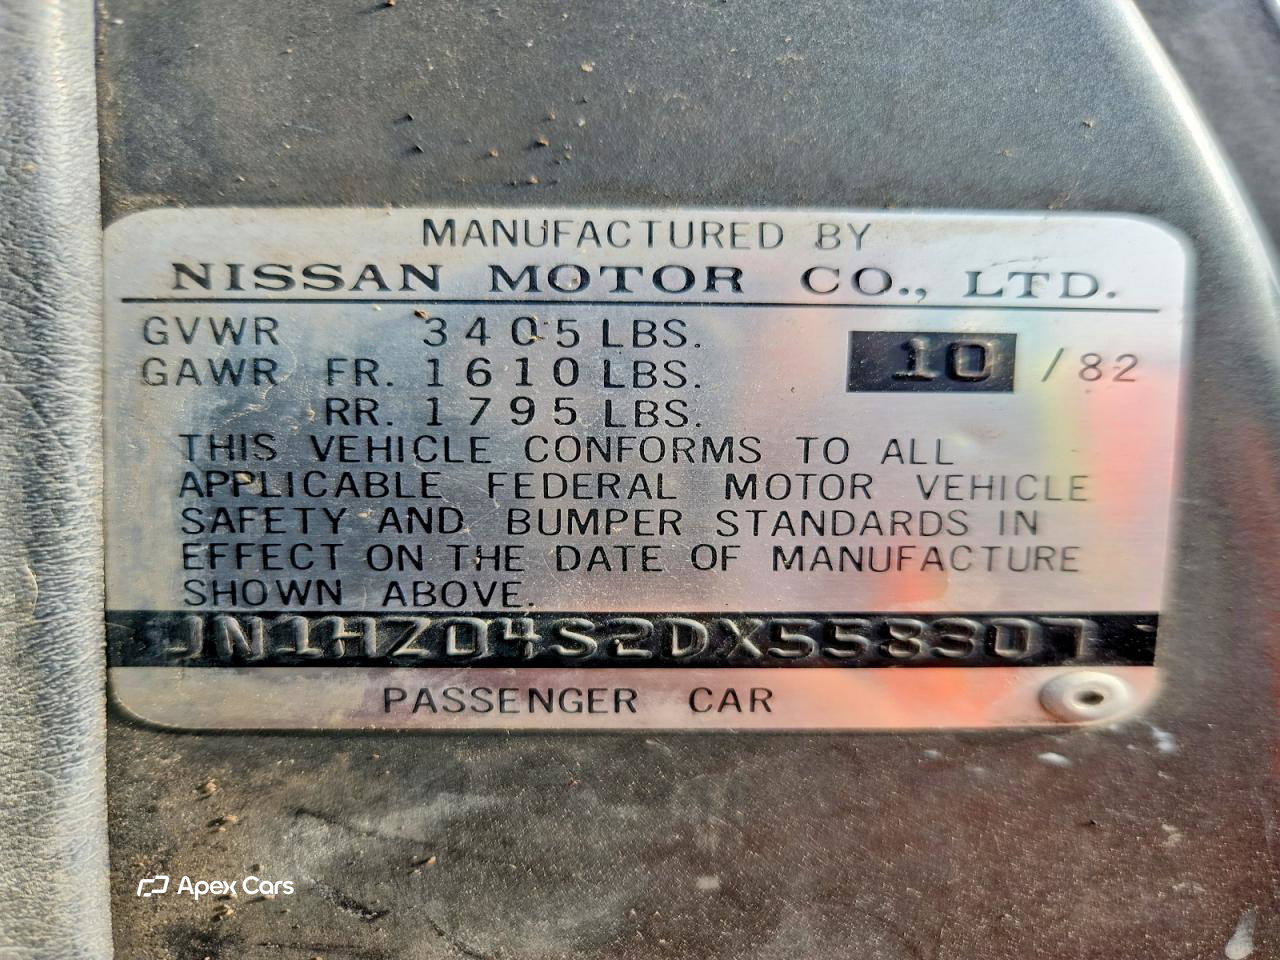 MANUFACTURED BY
NISSAN MOTOR CO., LTD.
GVWR 3405 LBS.
GAWR FR. 1610 LBS. 10 /82
RR. 1795 LBS.
THIS VEHICLE CONFORMS TO ALL
APPLICABLE FEDERAL MOTOR VEHICLE
SAFETY AND BUMPER STANDARDS IN
EFFECT ON THE DATE OF MANUFACTURE
SHOWN ABOVE.
JN1HZ04S2DX558307
PASSENGER CAR
Apex Cars